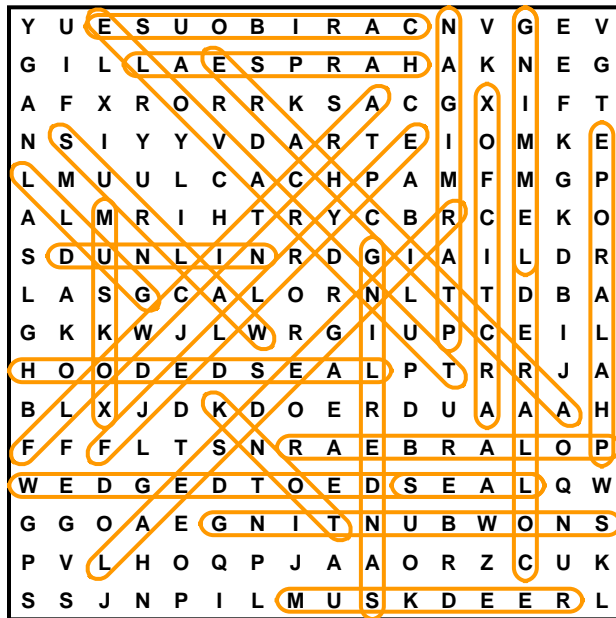 Y U E S U O B I R A C N V G E V
G I L L A E S P R A H A K N E G
A F X R O R R K S A C G X I F T
N S I Y Y V D A R T E I O M K E
L M U U L C A C H P A M F M G P
A L M R I H T R Y C B R C E K O
S D U N L I N R D G I A I L D R
L A S G C A L O R N L T T D B A
G K K W J L W R G I U P C E I L
H O O D E D S E A L P T R R J A
B L X J D K D O E R D U A A A H
F F F L T S N R A E B R A L O P
W E D G E D T O E D S E A L Q W
G G O A E G N I T N U B W O N S
P V L H O Q P J A A O R Z C U K
S S J N P I L M U S K D E E R L